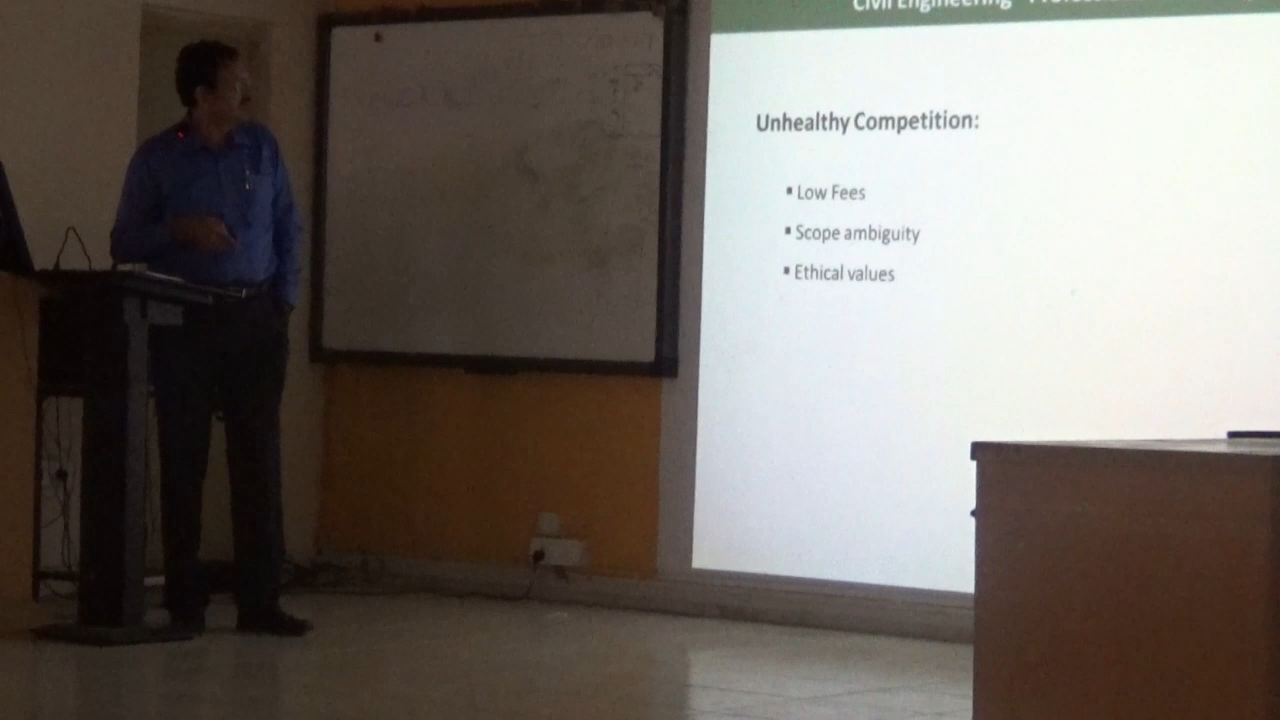 Civil Engineering
Unhealthy Competition:
▪ Low Fees
▪ Scope ambiguity
▪ Ethical values